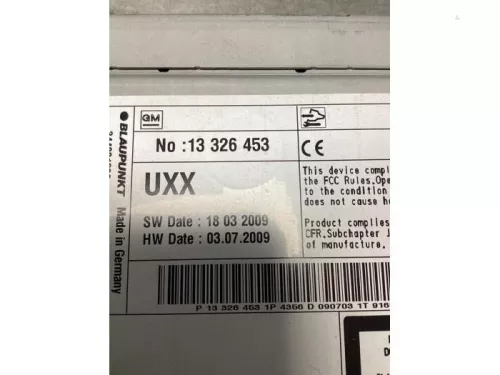 GM
No :13 326 453
UXX
SW Date : 18 03 2009
HW Date : 03.07.2009
BLAUPUNKT
Made in Germany
CE
This device compl
the FCC Rules.Ope
to the condition
does not cause h
Product complies
CFR.Subchapter J
of manufacture.
P 13 326 453 1P 4356 D 090703 1T 916